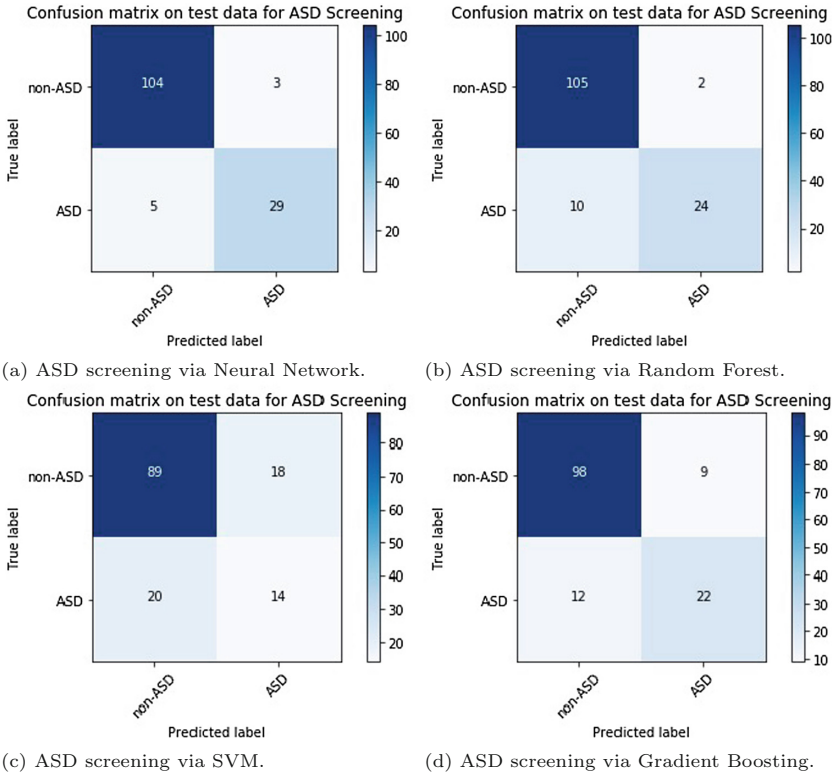 Confusion matrix on test data for ASD Screening
True label
non-ASD
ASD
104
3
5
29
100
80
60
40
20
non-ASD
ASD
Predicted label
(a) ASD screening via Neural Network.
Confusion matrix on test data for ASD Screening
True label
non-ASD
ASD
105
2
10
24
100
80
60
40
20
non-ASD
ASD
Predicted label
(b) ASD screening via Random Forest.
Confusion matrix on test data for ASD Screening
True label
non-ASD
ASD
89
18
20
14
80
70
60
50
40
30
20
non-ASD
ASD
Predicted label
(c) ASD screening via SVM.
Confusion matrix on test data for ASD Screening
True label
non-ASD
ASD
98
9
12
22
90
80
70
60
50
40
30
20
10
non-ASD
ASD
Predicted label
(d) ASD screening via Gradient Boosting.